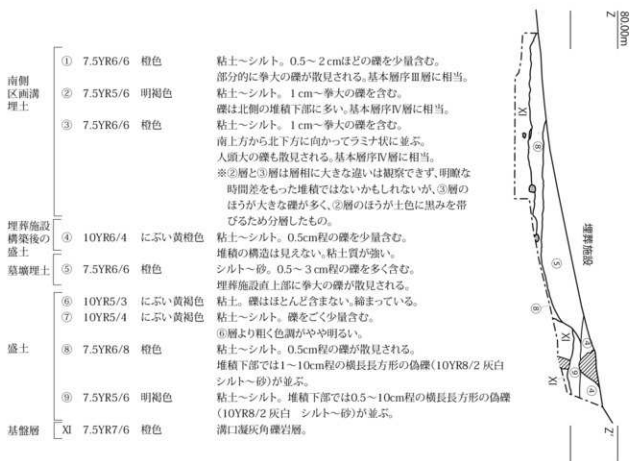 南側
区画溝
埋土
① 7.5YR6/6 橙色 粘土~シルト。0.5~2cmほどの礫を少量含む。
部分的に拳大の礫が散見される。基本層序Ⅲ層に相当。
② 7.5YR5/6 明褐色 粘土~シルト。1cm~拳大の礫を含む。
礫は北側の堆積下部に多い。基本層序Ⅳ層に相当。
③ 7.5YR6/6 橙色 粘土~シルト。1cm~拳大の礫を含む。
南上方から北下方に向かってラミナ状に並ぶ。
人頭大の礫も散見される。基本層序Ⅳ層に相当。
※②層と③層は層相に大きな違いは観察できず、明瞭な
時間差をもった堆積ではないかもしれないが、③層の
ほうが大きな礫が多く、②層のほうが土色に黒みを帯
びるため分層したもの。
埋葬施設
構築後の
盛土
④ 10YR6/4 にぶい黄橙色 粘土~シルト。0.5cm程の礫を少量含む。
堆積の構造は見えない。粘土質が強い。
墓壙埋土 ⑤ 7.5YR6/6 橙色 シルト~砂。0.5~3cm程の礫を多く含む。
埋葬施設直上部に拳大の礫が散見される。
盛土
⑥ 10YR5/3 にぶい黄褐色 粘土。礫はほとんど含まない。締まっている。
⑦ 10YR5/4 にぶい黄褐色 粘土~シルト。礫をごく少量含む。
⑥層より粗く色調がやや明るい。
⑧ 7.5YR6/8 橙色 粘土~シルト。0.5cm程の礫が散見される。
堆積下部では1~10cm程の横長長方形の偽礫(10YR8/2 灰白
シルト~砂)が並ぶ。
⑨ 7.5YR5/6 明褐色 粘土~シルト。堆積下部では0.5~10cm程の横長長方形の偽礫
(10YR8/2 灰白 シルト~砂)が並ぶ。
基盤層 Ⅺ 7.5YR7/6 橙色 溝口凝灰角礫岩層。
80.00m
Z
Ⅺ
⑧
埋葬施設
⑤
⑧
④
⑨
④
Ⅺ
Z'